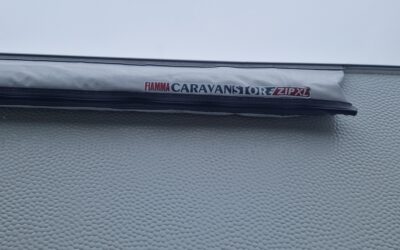 FIAMMA CARAVANSTOR ZIP XL